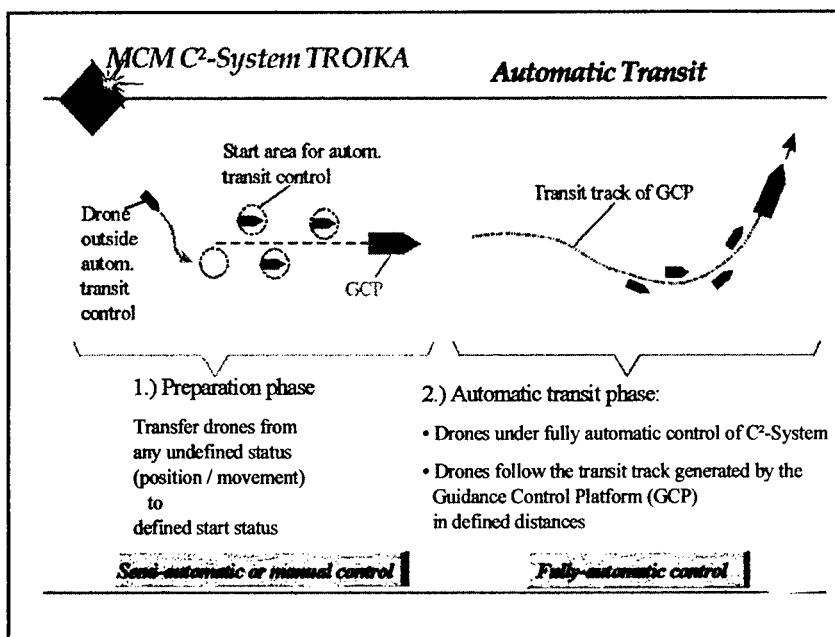 MCM C²-System TROIKA
Automatic Transit
Start area for autom.
transit control
Drone
outside
autom.
transit
control
GCP
Transit track of GCP
1.) Preparation phase
Transfer drones from
any undefined status
(position / movement)
to
defined start status
Semi-automatic or manual control
2.) Automatic transit phase:
• Drones under fully automatic control of C²-System
• Drones follow the transit track generated by the
Guidance Control Platform (GCP)
in defined distances
Fully-automatic control